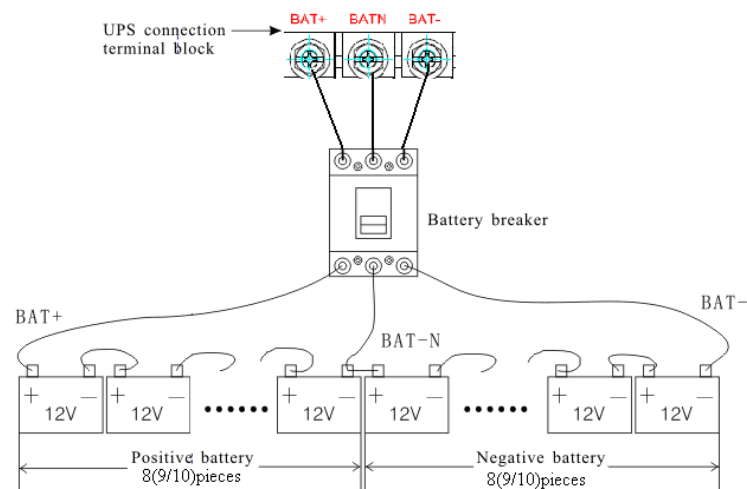 BAT+ BATN BAT-
UPS connection
terminal block
Battery breaker
BAT+
BAT-
BAT-N
+ — + — + — + — + — + —
12V 12V •••••• 12V 12V •••••• 12V 12V
Positive battery
8(9/10)pieces
Negative battery
8(9/10)pieces